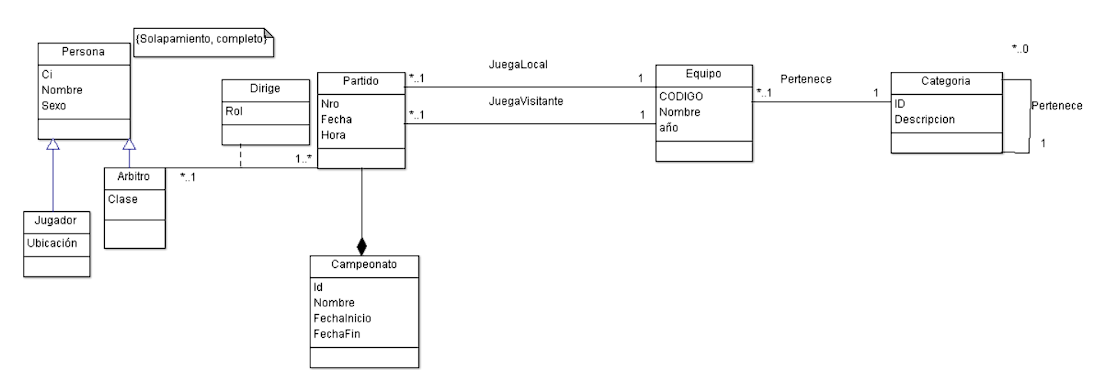 {Solapamiento, completo}
Persona
Ci
Nombre
Sexo
Dirige
Rol
Partido
Nro
Fecha
Hora
JuegaLocal
*..1
1
JuegaVisitante
*..1
1
Equipo
CODIGO
Nombre
año
Pertenece
*..1
1
Categoria
ID
Descripcion
*..0
Pertenece
1
1..*
*..1
Arbitro
Clase
Jugador
Ubicación
Campeonato
Id
Nombre
FechaInicio
FechaFin